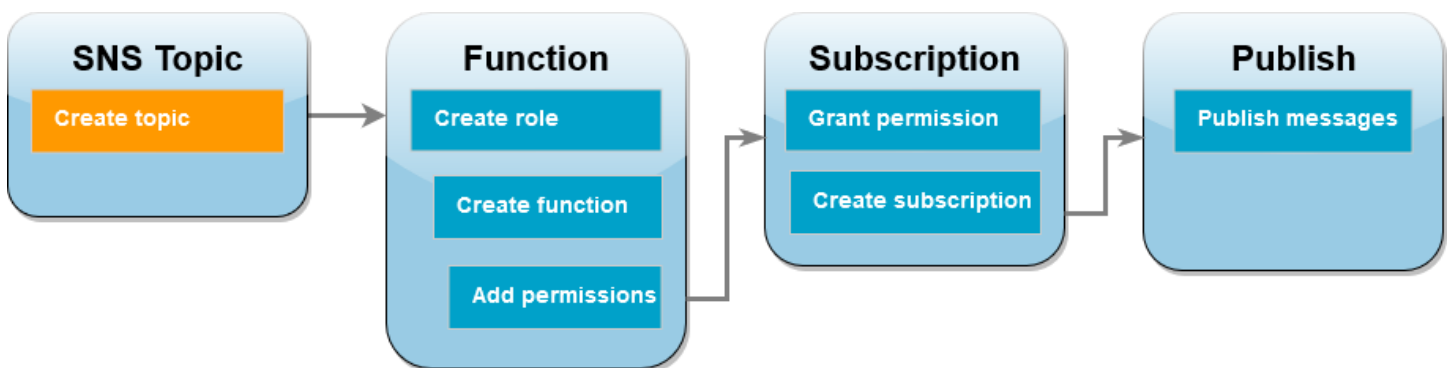 SNS Topic
Create topic
Function
Create role
Create function
Add permissions
Subscription
Grant permission
Create subscription
Publish
Publish messages